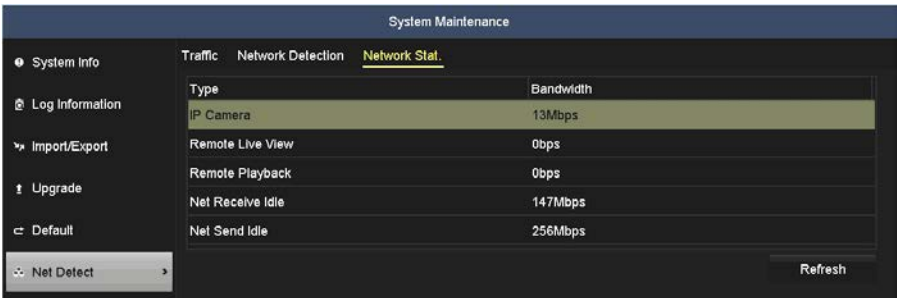 System Maintenance
System Info
Log Information
Import/Export
Upgrade
Default
Net Detect
Traffic Network Detection Network Stat.
Type Bandwidth
IP Camera 13Mbps
Remote Live View 0bps
Remote Playback 0bps
Net Receive Idle 147Mbps
Net Send Idle 256Mbps
Refresh